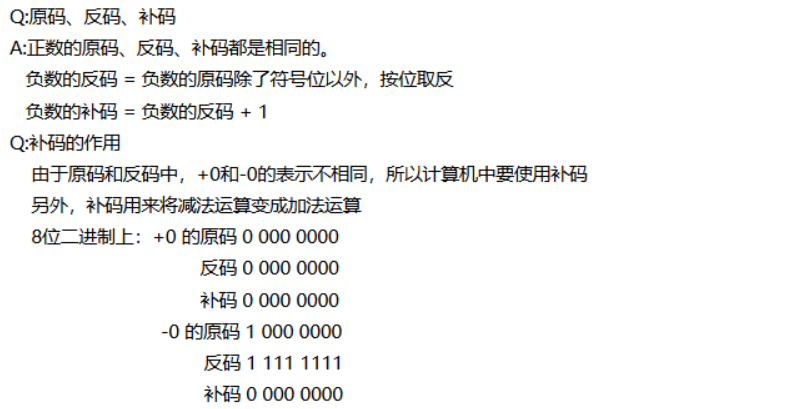 Q:原码、反码、补码
A:正数的原码、反码、补码都是相同的。
负数的反码 = 负数的原码除了符号位以外，按位取反
负数的补码 = 负数的反码 + 1
Q:补码的作用
由于原码和反码中，+0和-0的表示不相同，所以计算机中要使用补码
另外，补码用来将减法运算变成加法运算
8位二进制上：+0 的原码 0 000 0000
反码 0 000 0000
补码 0 000 0000
-0 的原码 1 000 0000
反码 1 111 1111
补码 0 000 0000